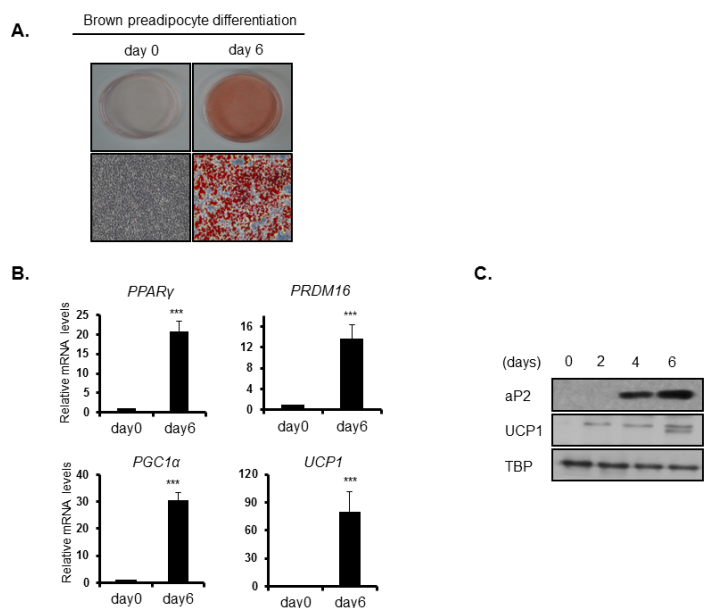 A.
Brown preadipocyte differentiation
day 0 day 6
B.
PPARγ
***
Relative mRNA levels
25
20
15
10
5
0
day0 day6
PRDM16
***
16
12
8
4
0
day0 day6
PGC1α
***
Relative mRNA levels
40
30
20
10
0
day0 day6
UCP1
***
120
90
60
30
0
day0 day6
C.
(days) 0 2 4 6
aP2
UCP1
TBP